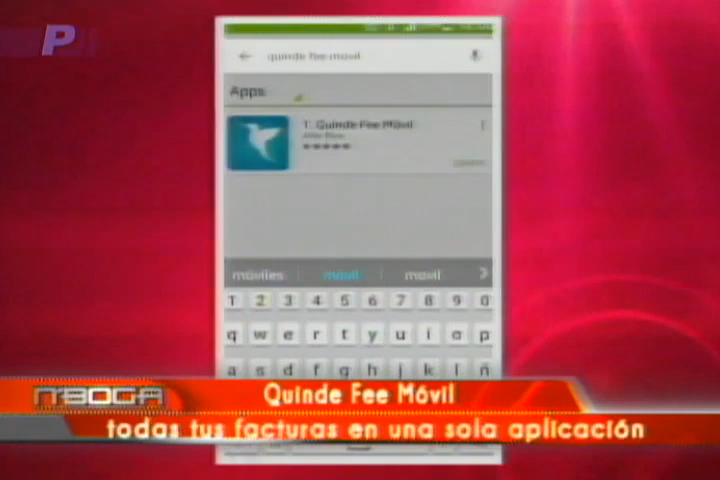 P
quinde fee movil
Apps
1. Quinde Fee Móvil
móviles móvil movil
1 2 3 4 5 6 7 8 9 0
q w e r t y u i o p
a s d f g h j k l ñ
Quinde Fee Móvil
todas tus facturas en una sola aplicación